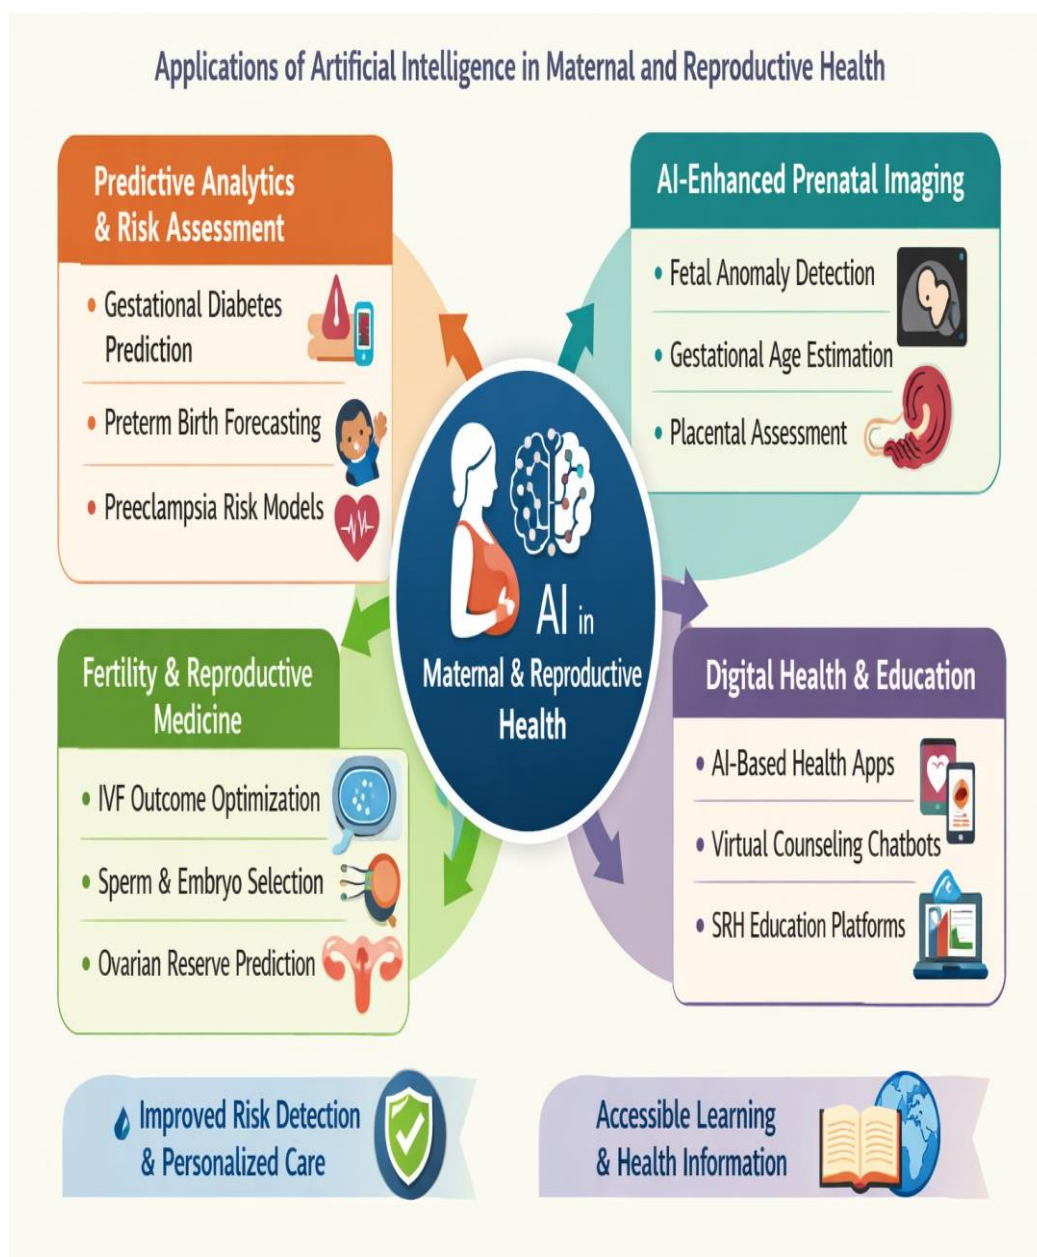 Applications of Artificial Intelligence in Maternal and Reproductive Health
Predictive Analytics
& Risk Assessment
• Gestational Diabetes
Prediction
• Preterm Birth Forecasting
• Preeclampsia Risk Models
AI-Enhanced Prenatal Imaging
• Fetal Anomaly Detection
• Gestational Age Estimation
• Placental Assessment
AI in
Maternal & Reproductive
Health
Fertility & Reproductive
Medicine
• IVF Outcome Optimization
• Sperm & Embryo Selection
• Ovarian Reserve Prediction
Digital Health & Education
• AI-Based Health Apps
• Virtual Counseling Chatbots
• SRH Education Platforms
Improved Risk Detection
& Personalized Care
Accessible Learning
& Health Information